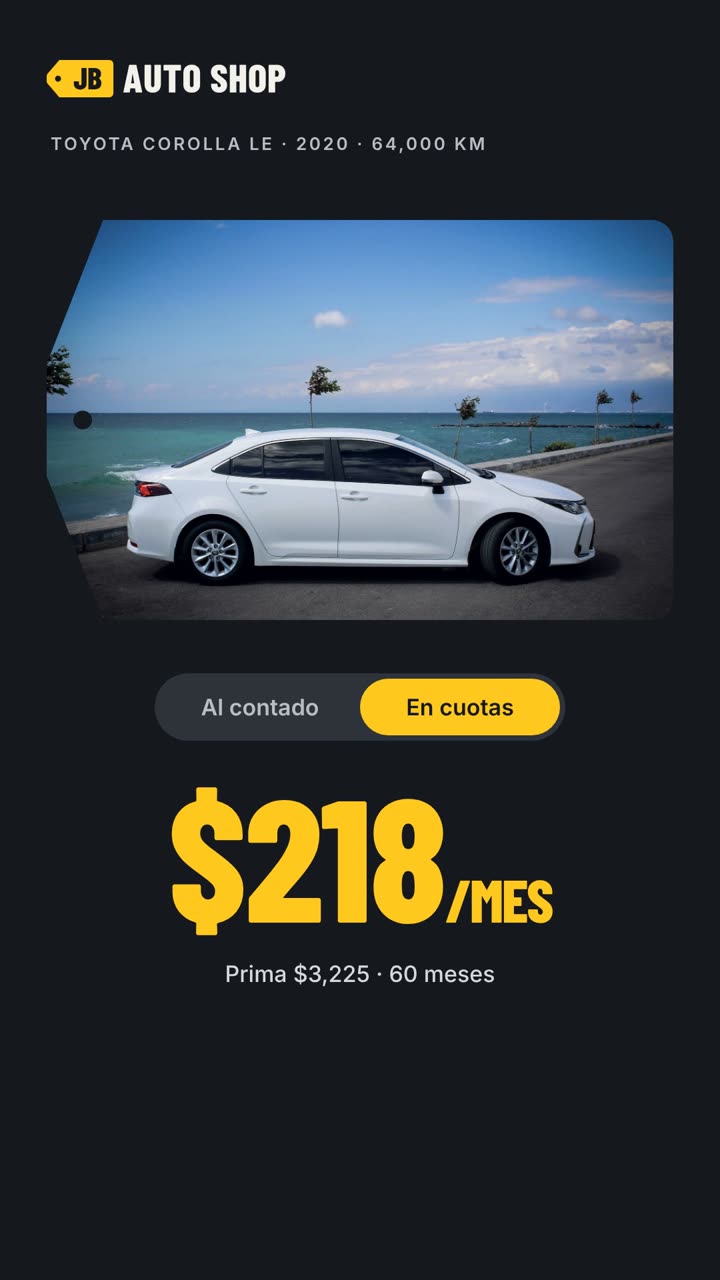 JB AUTO SHOP
TOYOTA COROLLA LE · 2020 · 64,000 KM
Al contado En cuotas
$218/MES
Prima $3,225 · 60 meses